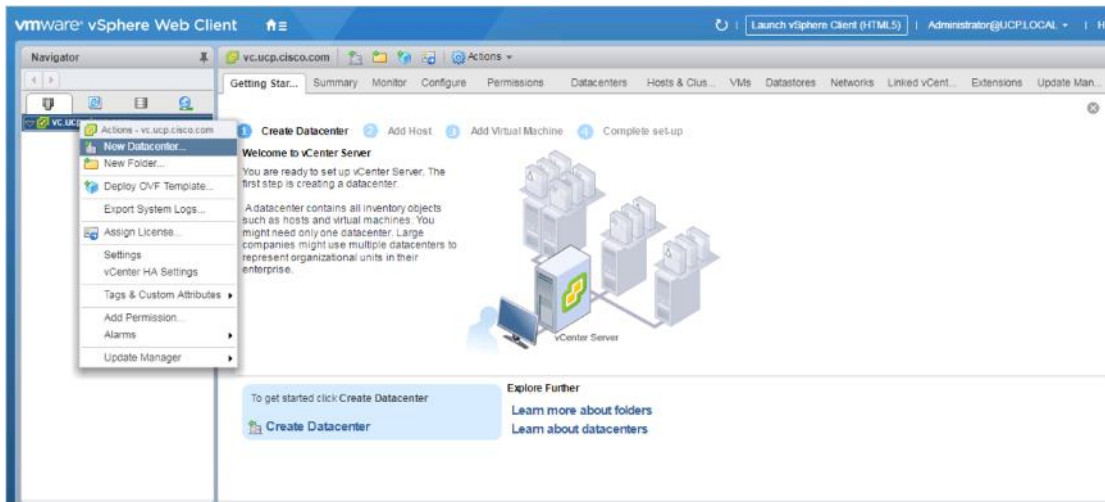 vmware® vSphere Web Client
Launch vSphere Client (HTML5) | Administrator@UCP.LOCAL
Navigator
vc.ucp.cisco.com Actions
Getting Star... Summary Monitor Configure Permissions Datacenters Hosts & Clus... VMs Datastores Networks Linked vCent... Extensions Update Man...
Actions - vc.ucp.cisco.com
New Datacenter...
New Folder...
Deploy OVF Template...
Export System Logs...
Assign License...
Settings
vCenter HA Settings
Tags & Custom Attributes
Add Permission...
Alarms
Update Manager
1 Create Datacenter 2 Add Host 3 Add Virtual Machine 4 Complete set-up
Welcome to vCenter Server
You are ready to set up vCenter Server. The
first step is creating a datacenter.
A datacenter contains all inventory objects
such as hosts and virtual machines. You
might need only one datacenter. Large
companies might use multiple datacenters to
represent organizational units in their
enterprise.
vCenter Server
To get started click Create Datacenter
Create Datacenter
Explore Further
Learn more about folders
Learn about datacenters